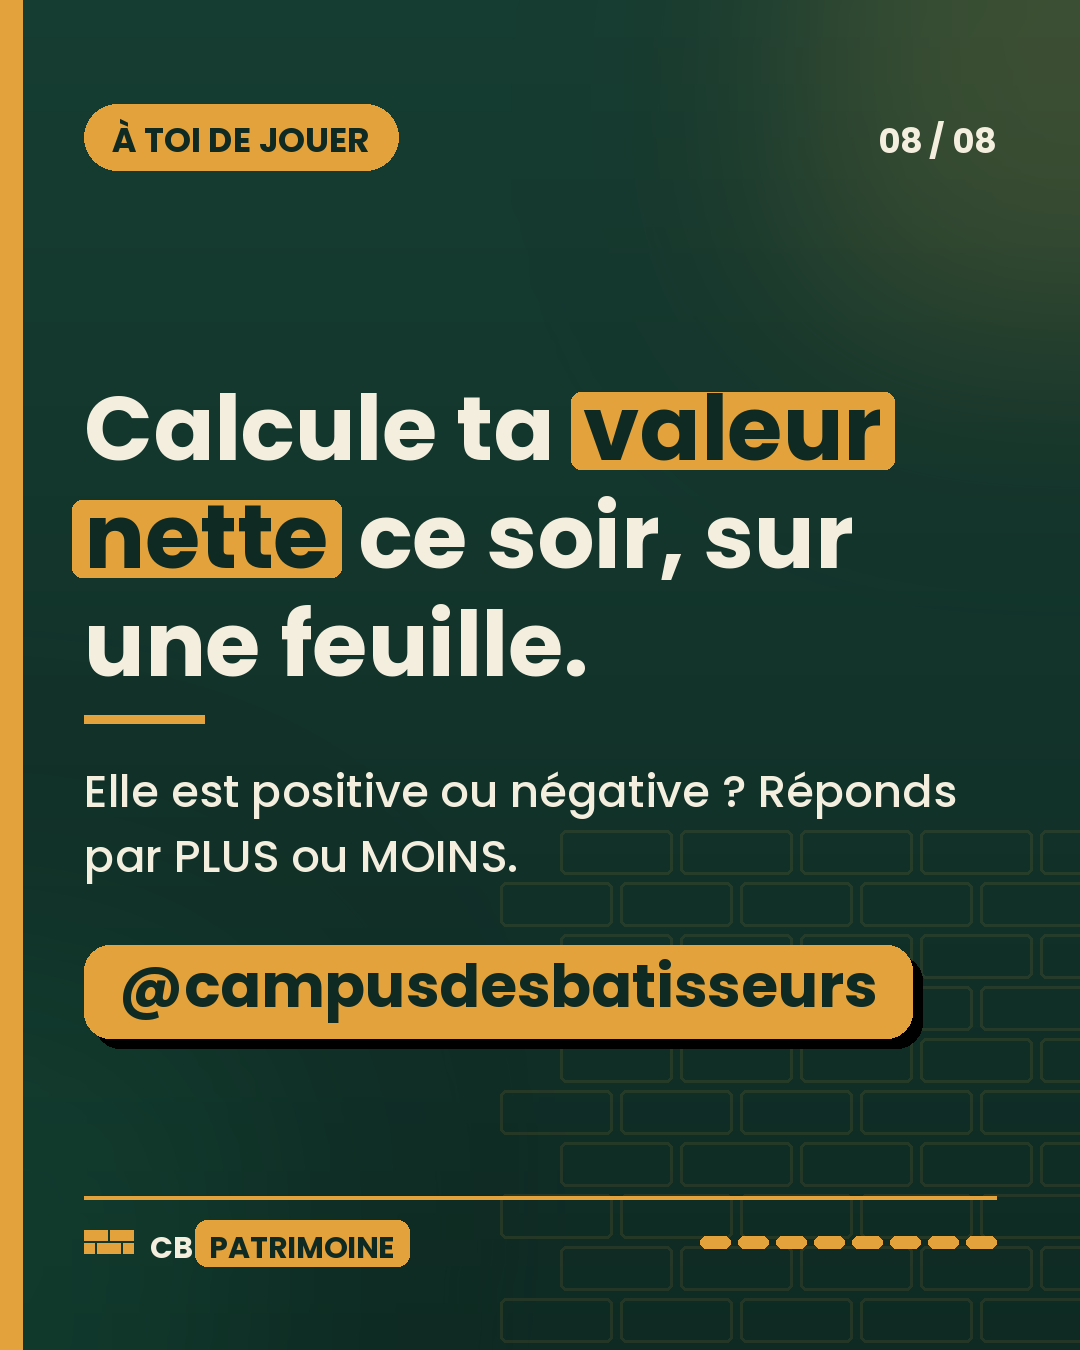 À TOI DE JOUER
08 / 08
Calcule ta valeur
nette ce soir, sur
une feuille.
Elle est positive ou négative ? Réponds
par PLUS ou MOINS.
@campusdesbatisseurs
CB PATRIMOINE